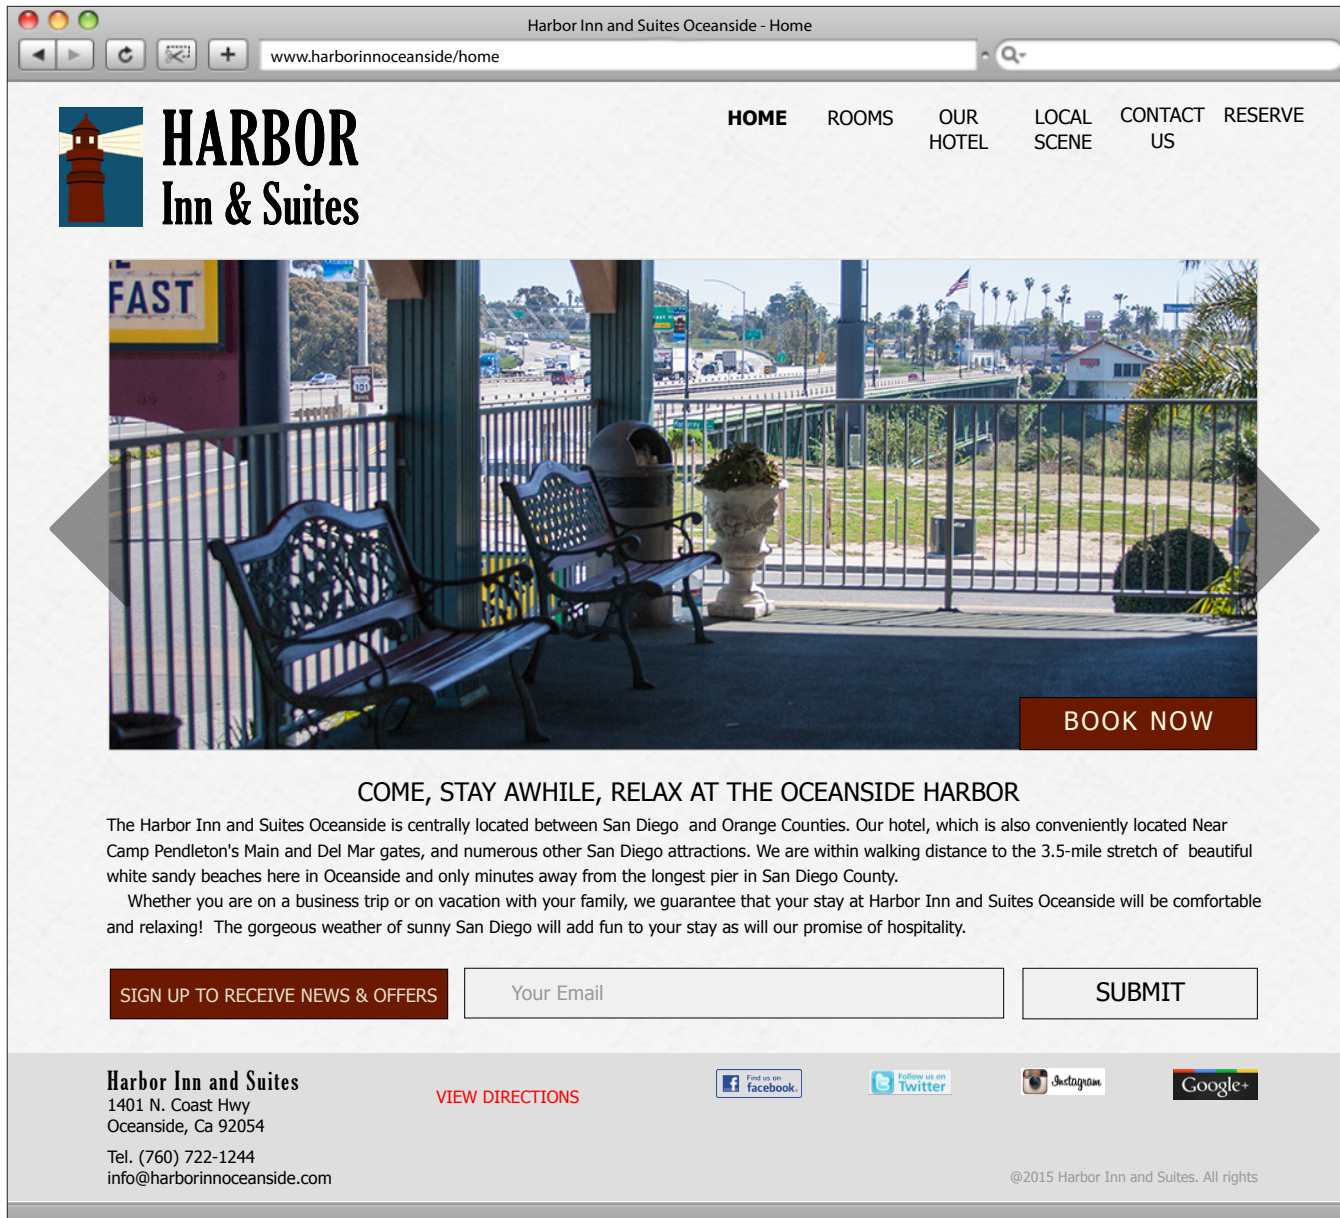 Harbor Inn and Suites Oceanside - Home
www.harborinnoceanside/home
HARBOR
Inn & Suites
HOME
ROOMS
OUR
HOTEL
LOCAL
SCENE
CONTACT
US
RESERVE
FAST
101
BOOK NOW
COME, STAY AWHILE, RELAX AT THE OCEANSIDE HARBOR
The Harbor Inn and Suites Oceanside is centrally located between San Diego  and Orange Counties. Our hotel, which is also conveniently located Near
Camp Pendleton's Main and Del Mar gates, and numerous other San Diego attractions. We are within walking distance to the 3.5-mile stretch of  beautiful
white sandy beaches here in Oceanside and only minutes away from the longest pier in San Diego County.
Whether you are on a business trip or on vacation with your family, we guarantee that your stay at Harbor Inn and Suites Oceanside will be comfortable
and relaxing!  The gorgeous weather of sunny San Diego will add fun to your stay as will our promise of hospitality.
SIGN UP TO RECEIVE NEWS & OFFERS
Your Email
SUBMIT
Harbor Inn and Suites
1401 N. Coast Hwy
Oceanside, Ca 92054
Tel. (760) 722-1244
info@harborinnoceanside.com
VIEW DIRECTIONS
Find us on
facebook.
Follow us on
Twitter
Instagram
Google+
@2015 Harbor Inn and Suites. All rights